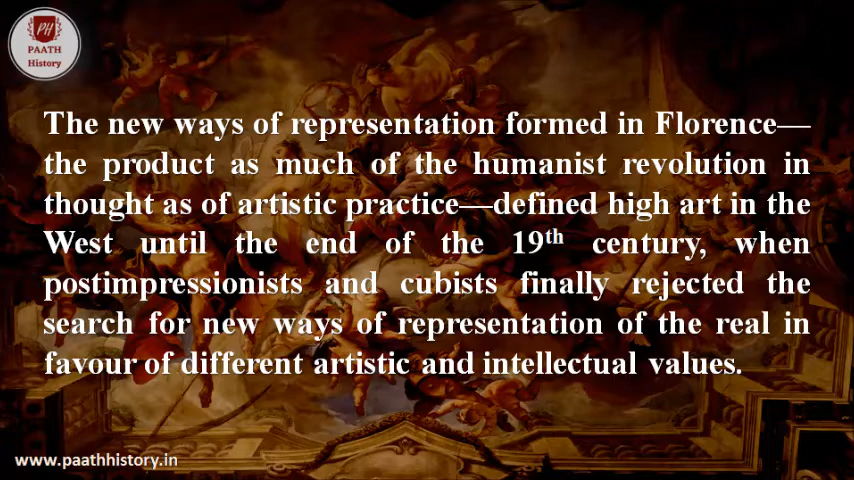 PH
PAATH
History
The new ways of representation formed in Florence—
the product as much of the humanist revolution in
thought as of artistic practice—defined high art in the
West until the end of the 19th century, when
postimpressionists and cubists finally rejected the
search for new ways of representation of the real in
favour of different artistic and intellectual values.
www.paathhistory.in